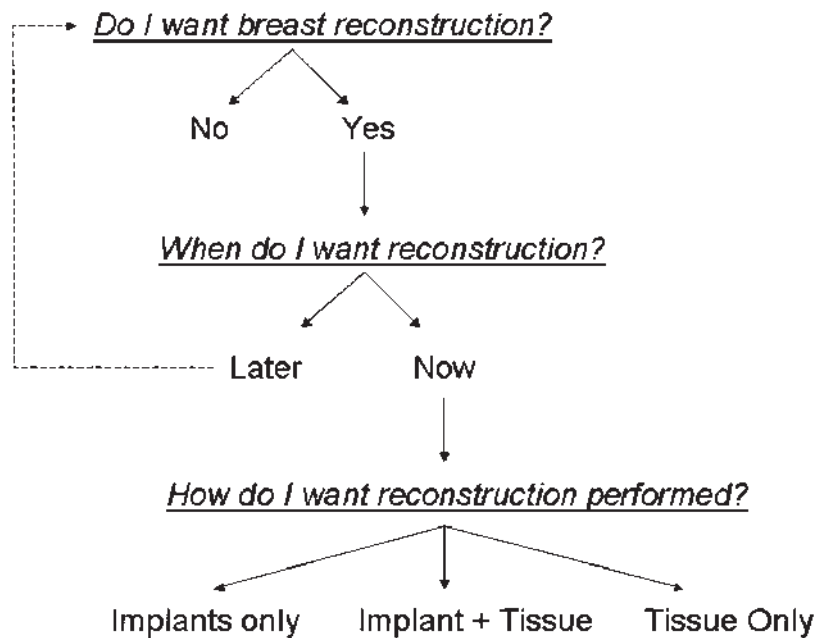 Do I want breast reconstruction?
No Yes
When do I want reconstruction?
Later Now
How do I want reconstruction performed?
Implants only Implant + Tissue Tissue Only